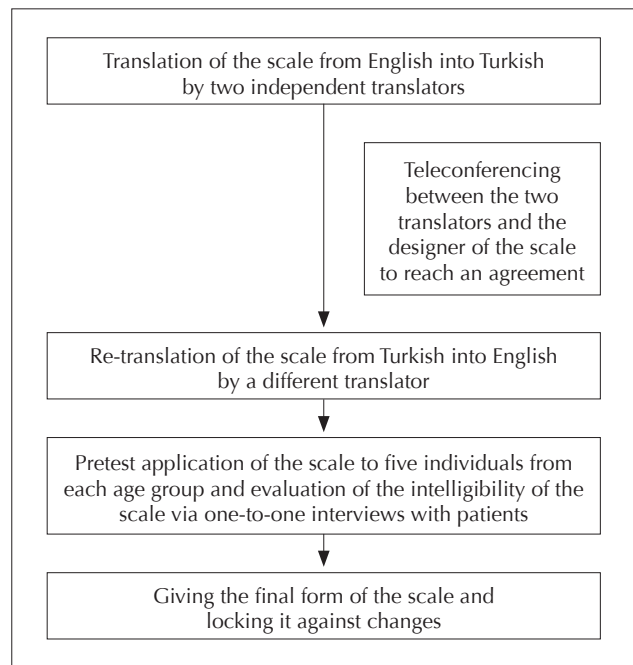 Translation of the scale from English into Turkish
by two independent translators
Teleconferencing
between the two
translators and the
designer of the scale
to reach an agreement
Re-translation of the scale from Turkish into English
by a different translator
Pretest application of the scale to five individuals from
each age group and evaluation of the intelligibility of the
scale via one-to-one interviews with patients
Giving the final form of the scale and
locking it against changes